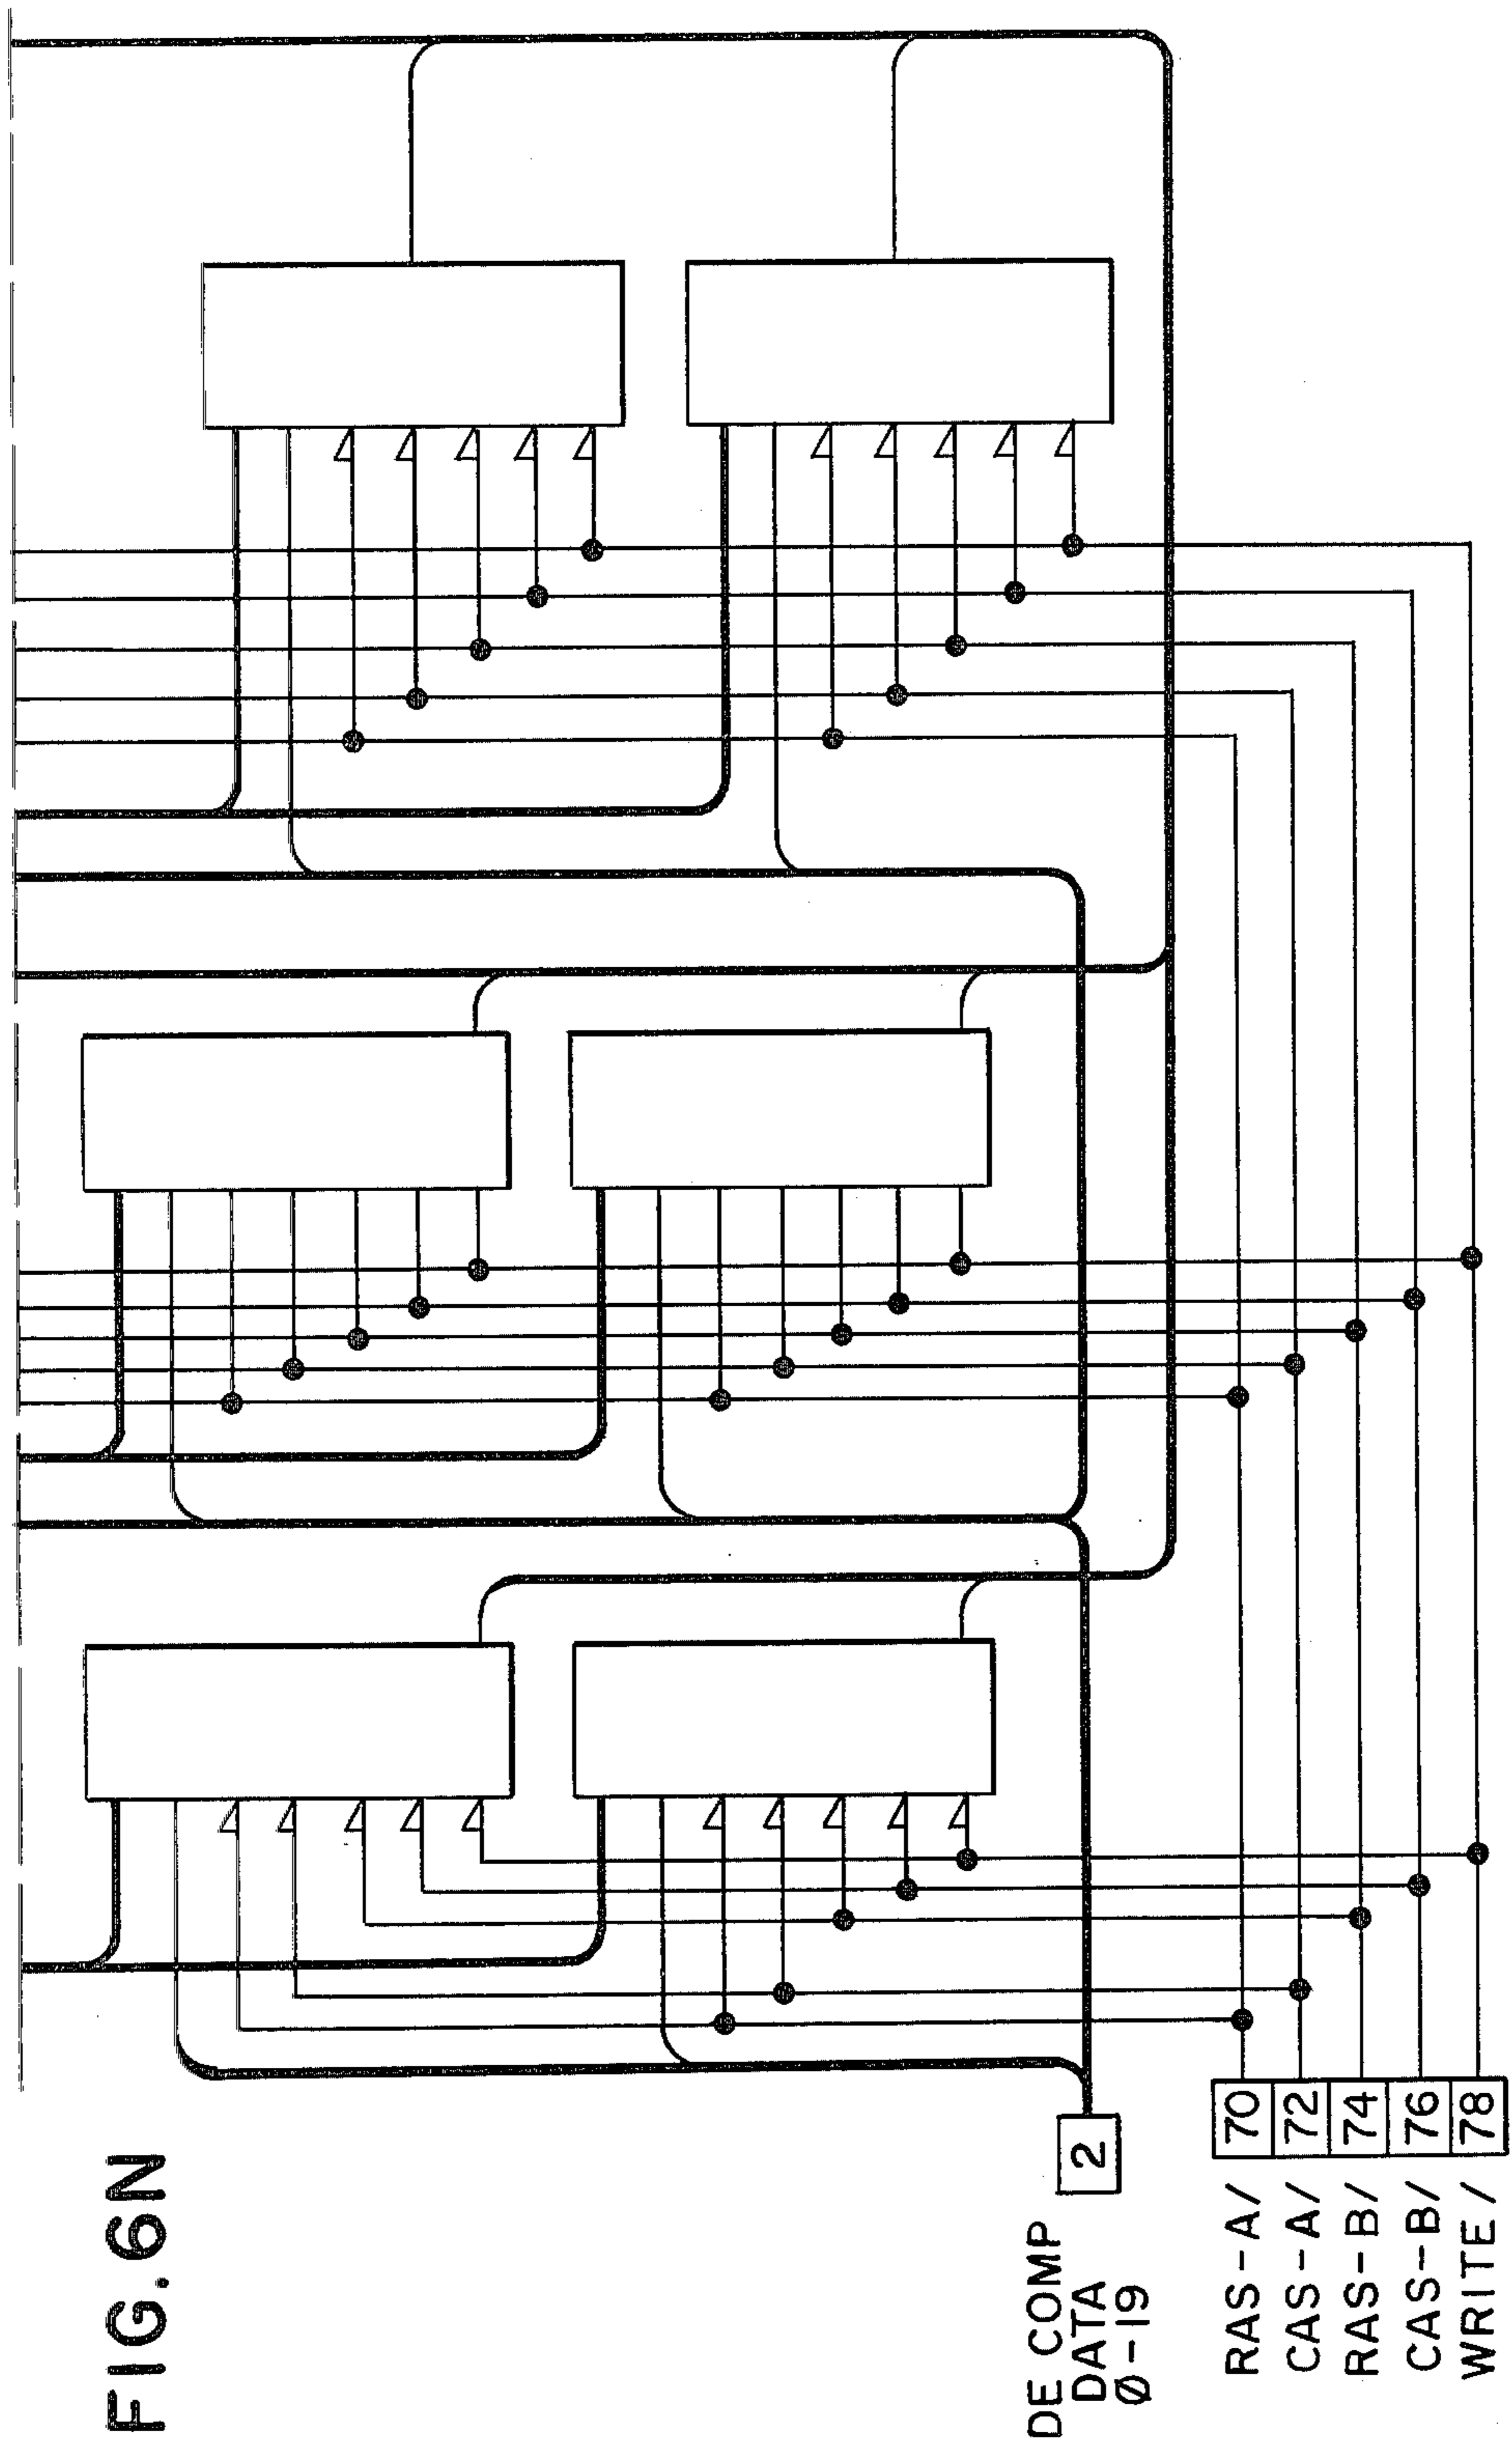 FIG. 6N
DE COMP
DATA
Ø-19
2
RAS-A/ 70
CAS-A/ 72
RAS-B/ 74
CAS-B/ 76
WRITE/ 78